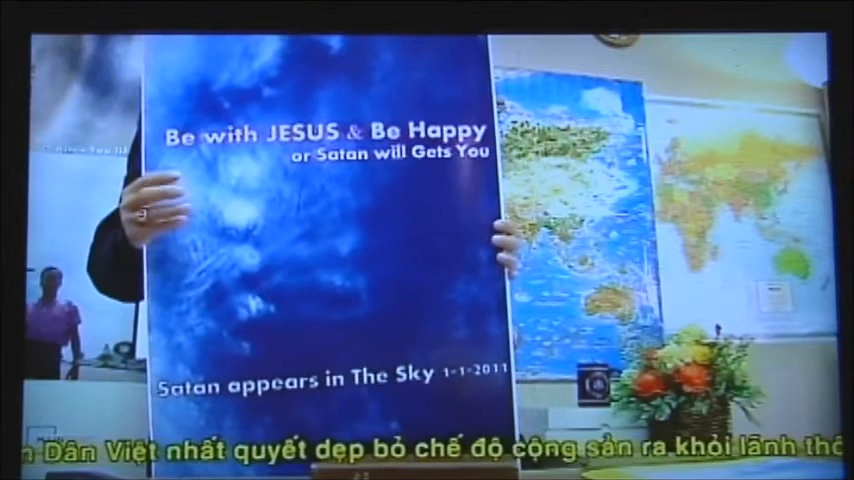 Be with JESUS & Be Happy
or Satan will Gets You
Satan appears in The Sky 1-1-2011
Dân Việt nhất quyết dẹp bỏ chế độ cộng sản ra khỏi lãnh